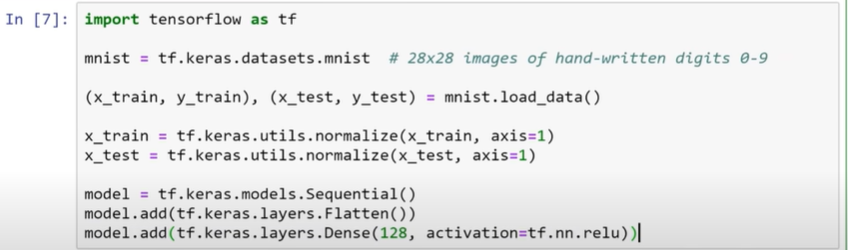 In [7]: import tensorflow as tf
mnist = tf.keras.datasets.mnist  # 28x28 images of hand-written digits 0-9
(x_train, y_train), (x_test, y_test) = mnist.load_data()
x_train = tf.keras.utils.normalize(x_train, axis=1)
x_test = tf.keras.utils.normalize(x_test, axis=1)
model = tf.keras.models.Sequential()
model.add(tf.keras.layers.Flatten())
model.add(tf.keras.layers.Dense(128, activation=tf.nn.relu))